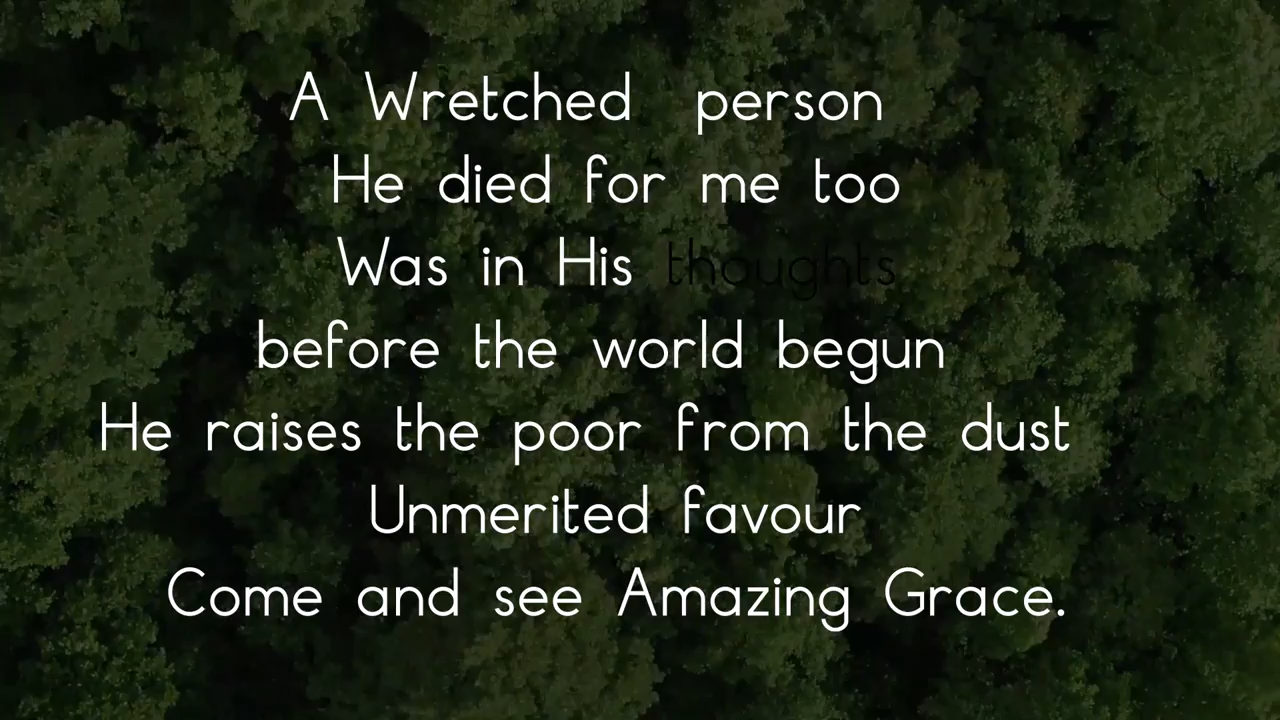 A Wretched person
He died for me too
Was in His thoughts
before the world begun
He raises the poor from the dust
Unmerited favour
Come and see Amazing Grace.